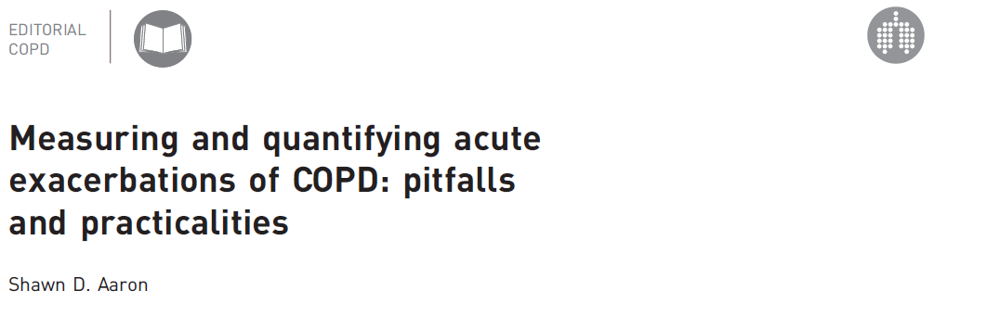 EDITORIAL
COPD
Measuring and quantifying acute
exacerbations of COPD: pitfalls
and practicalities
Shawn D. Aaron